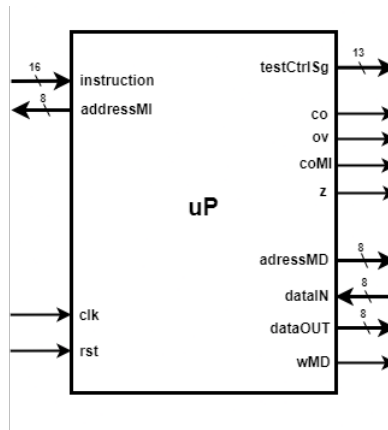 16
instruction
8
addressMI
clk
rst
uP
13
testCtrlSg
co
ov
coMI
z
8
adressMD
8
dataIN
8
dataOUT
wMD